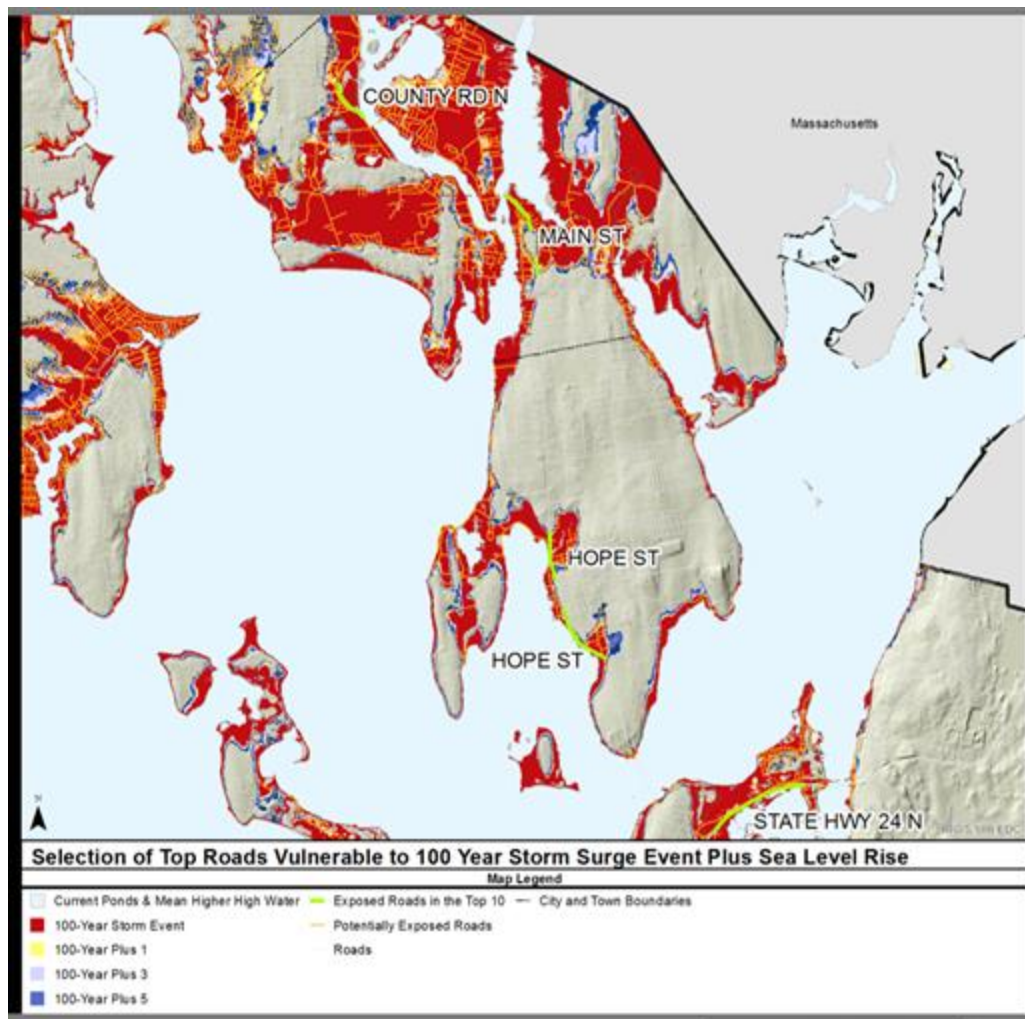 COUNTY RD N
Massachusetts
MAIN ST
HOPE ST
HOPE ST
STATE HWY 24 N
Selection of Top Roads Vulnerable to 100 Year Storm Surge Event Plus Sea Level Rise
Map Legend
Current Ponds & Mean Higher High Water
Exposed Roads in the Top 10
City and Town Boundaries
100-Year Storm Event
Potentially Exposed Roads
100-Year Plus 1
Roads
100-Year Plus 3
100-Year Plus 5